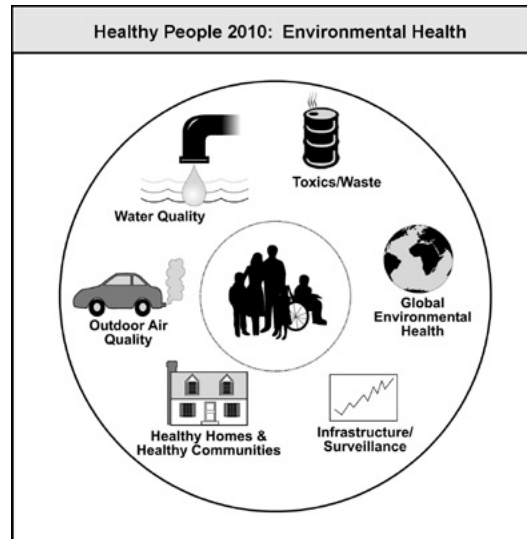 Healthy People 2010: Environmental Health
Toxics/Waste
Water Quality
Global
Environmental
Health
Outdoor Air
Quality
Healthy Homes &
Healthy Communities
Infrastructure/
Surveillance